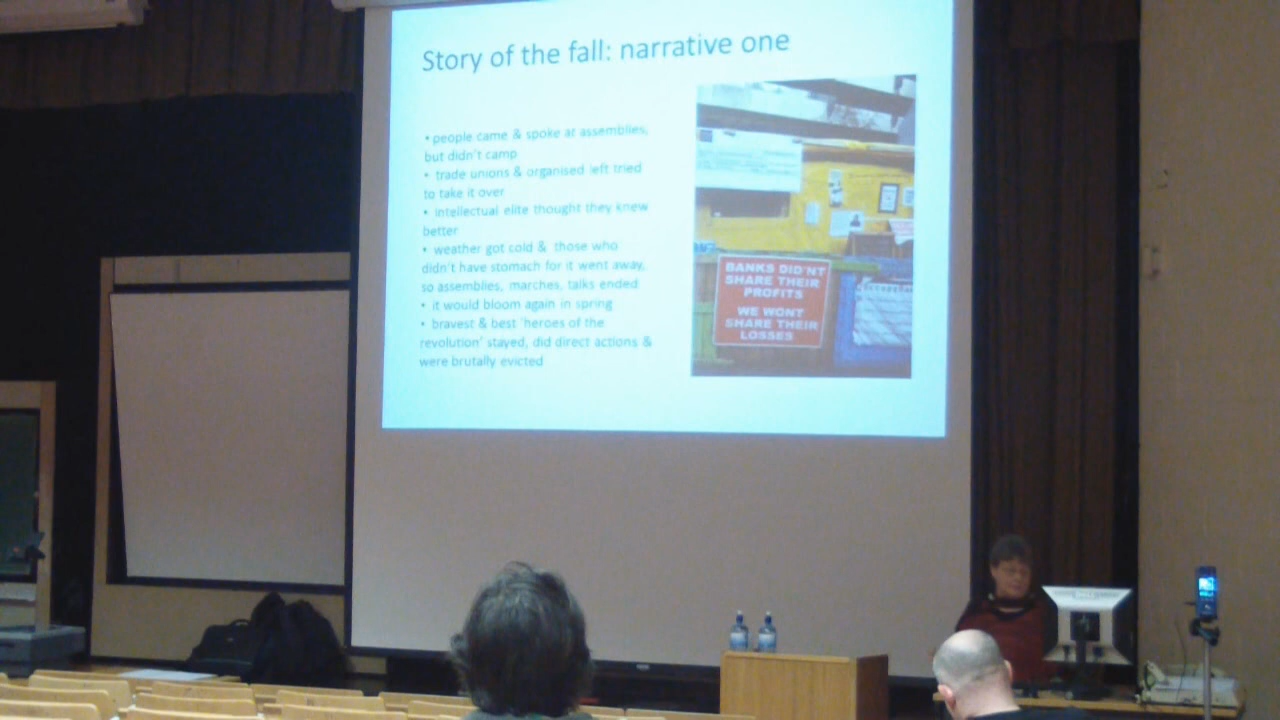 Story of the fall: narrative one
• people came & spoke at assemblies,
but didn't camp
• trade unions & organised left tried
to take it over
• intellectual elite thought they knew
better
• weather got cold & those who
didn't have stomach for it went away,
so assemblies, marches, talks ended
• it would bloom again in spring
• bravest & best 'heroes of the
revolution' stayed, did direct actions &
were brutally evicted
BANKS DID'NT
SHARE THEIR
PROFITS
WE WONT
SHARE THEIR
LOSSES